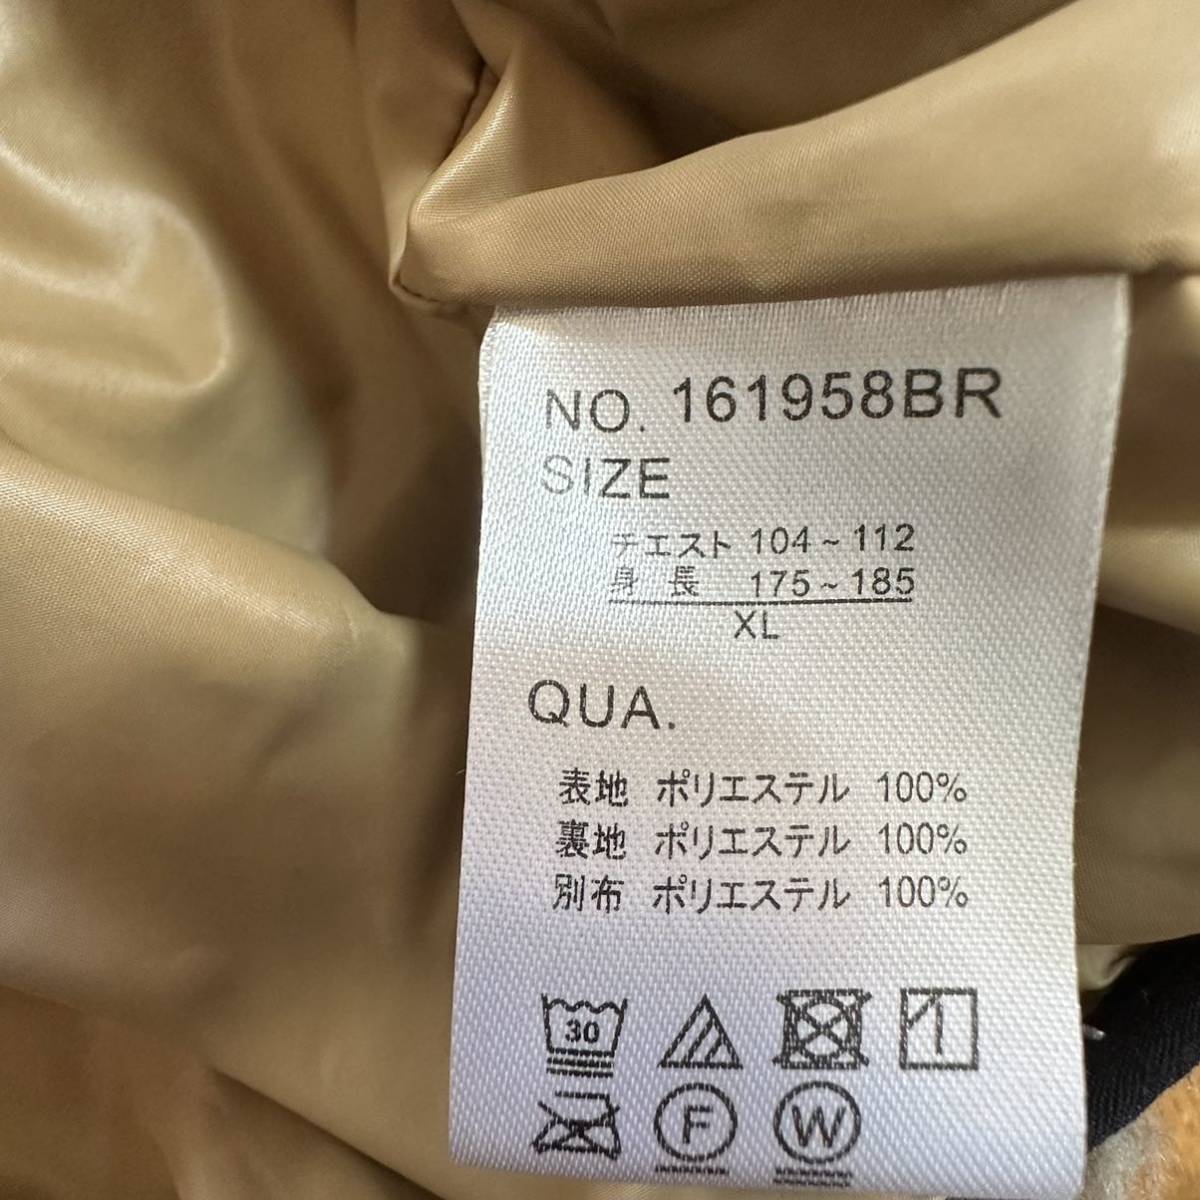 NO. 161958BR
SIZE
チエスト 104~112
身長 175~185
XL
QUA.
表地 ポリエステル 100%
裏地 ポリエステル 100%
別布 ポリエステル 100%
30
F W